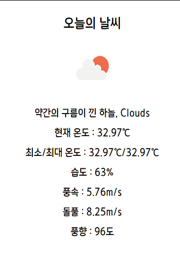 오늘의 날씨
약간의 구름이 낀 하늘, Clouds
현재 온도 : 32.97℃
최소/최대 온도 : 32.97℃/32.97℃
습도 : 63%
풍속 : 5.76m/s
돌풍 : 8.25m/s
풍향 : 96도